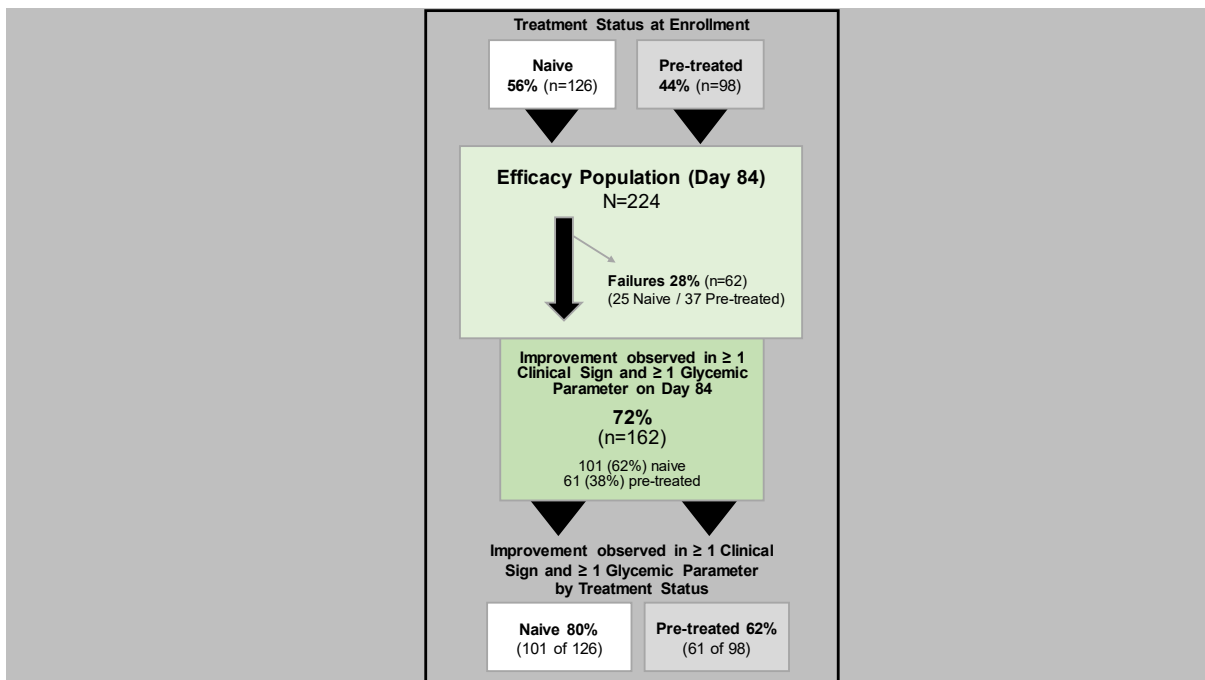 Treatment Status at Enrollment
Naive
56% (n=126)
Pre-treated
44% (n=98)
Efficacy Population (Day 84)
N=224
Failures 28% (n=62)
(25 Naive / 37 Pre-treated)
Improvement observed in ≥ 1
Clinical Sign and ≥ 1 Glycemic
Parameter on Day 84
72%
(n=162)
101 (62%) naive
61 (38%) pre-treated
Improvement observed in ≥ 1 Clinical
Sign and ≥ 1 Glycemic Parameter
by Treatment Status
Naive 80%
(101 of 126)
Pre-treated 62%
(61 of 98)